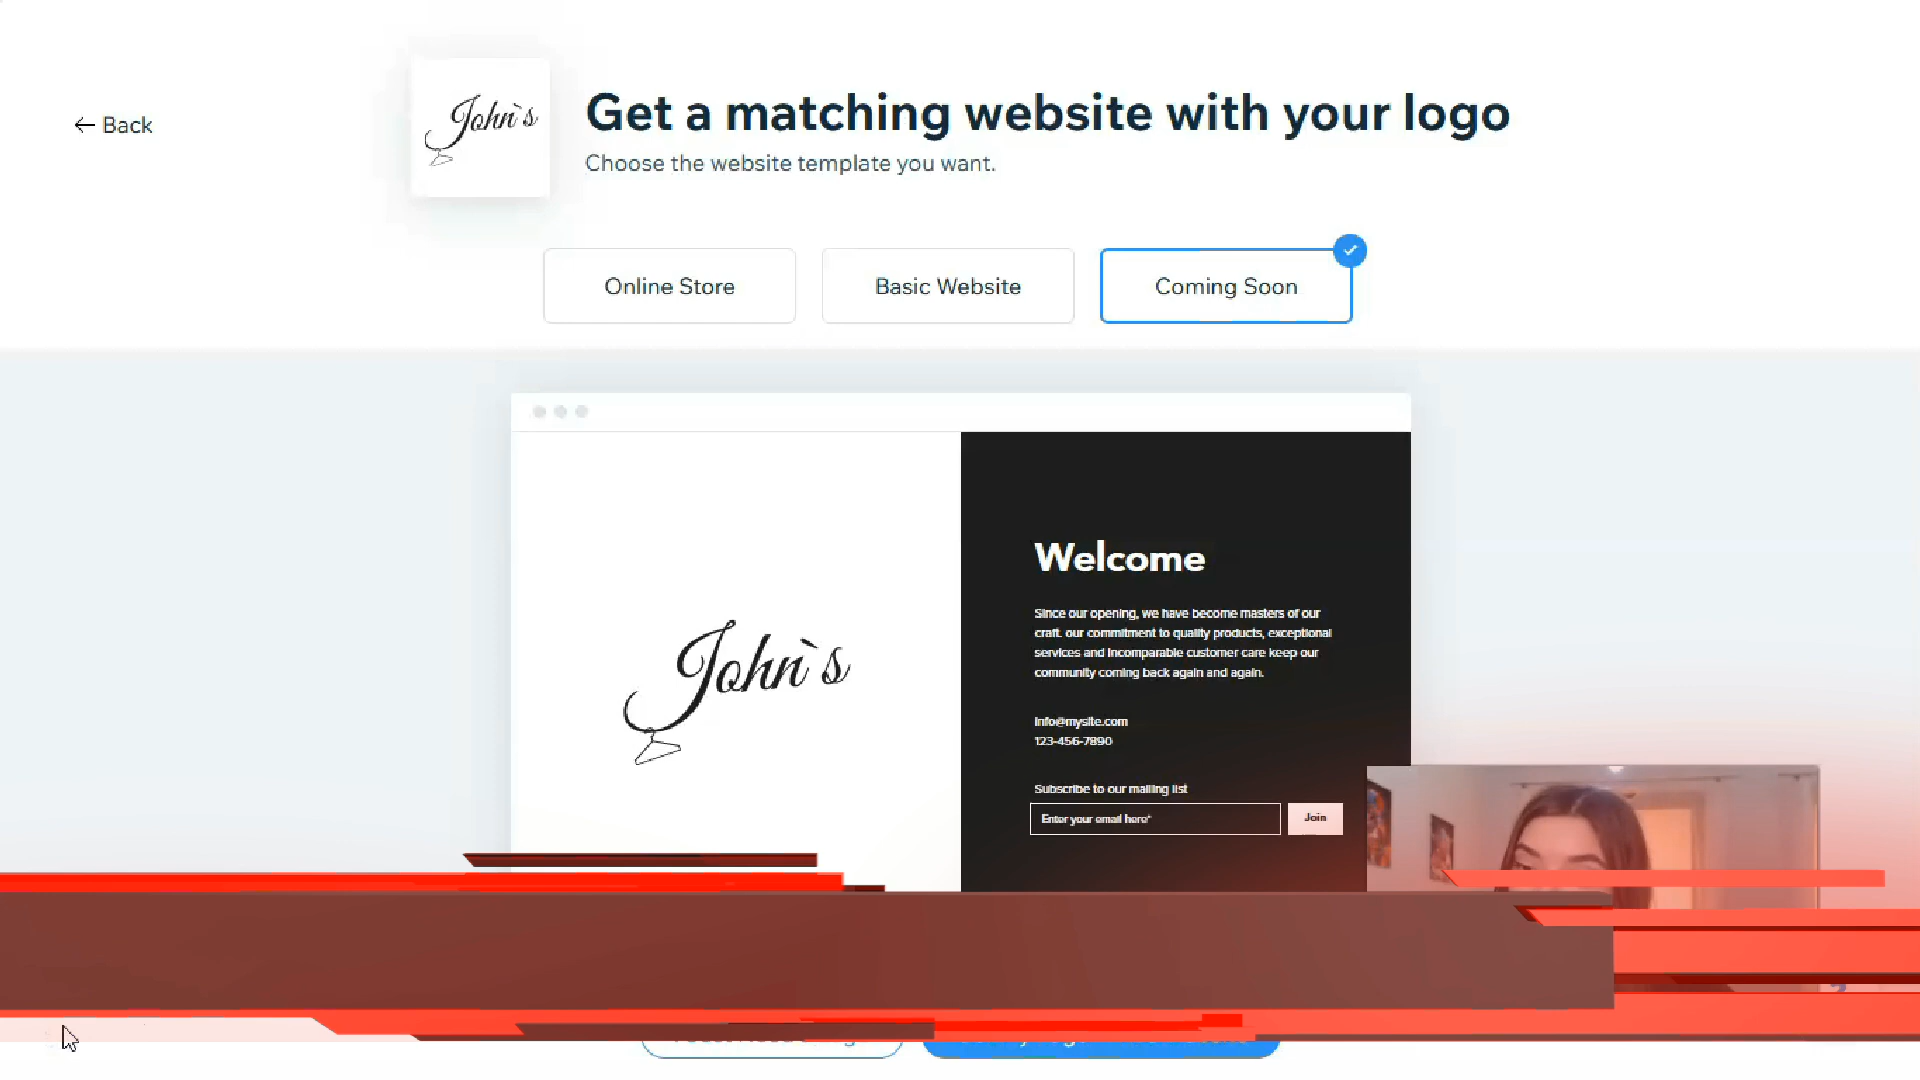 Back
John`s
Get a matching website with your logo
Choose the website template you want.
Online Store
Basic Website
Coming Soon
John`s
Welcome
Since our opening, we have become masters of our
craft. our commitment to quality products, exceptional
services and incomparable customer care keep our
community coming back again and again.
info@mysite.com
123-456-7890
Subscribe to our mailing list
Enter your email here*
Join